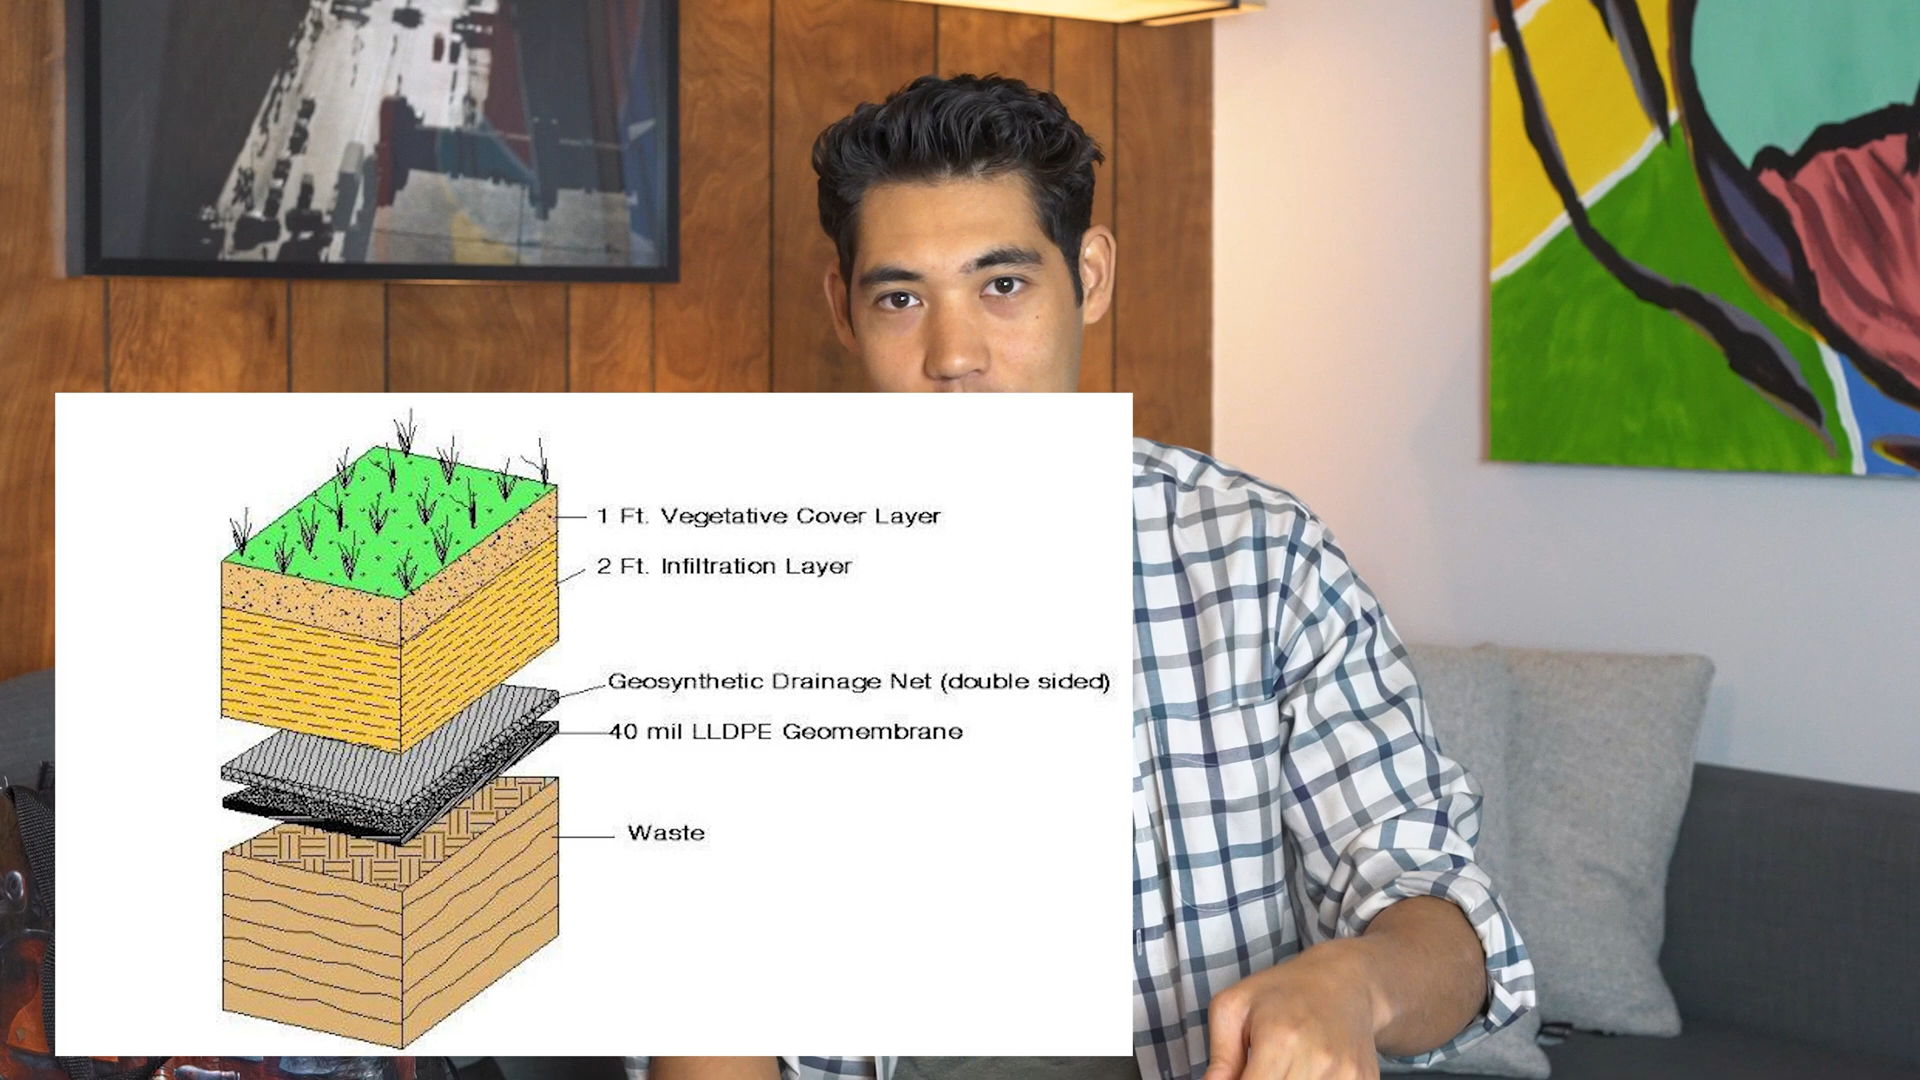 1 Ft. Vegetative Cover Layer
2 Ft. Infiltration Layer
Geosynthetic Drainage Net (double sided)
40 mil LLDPE Geomembrane
Waste